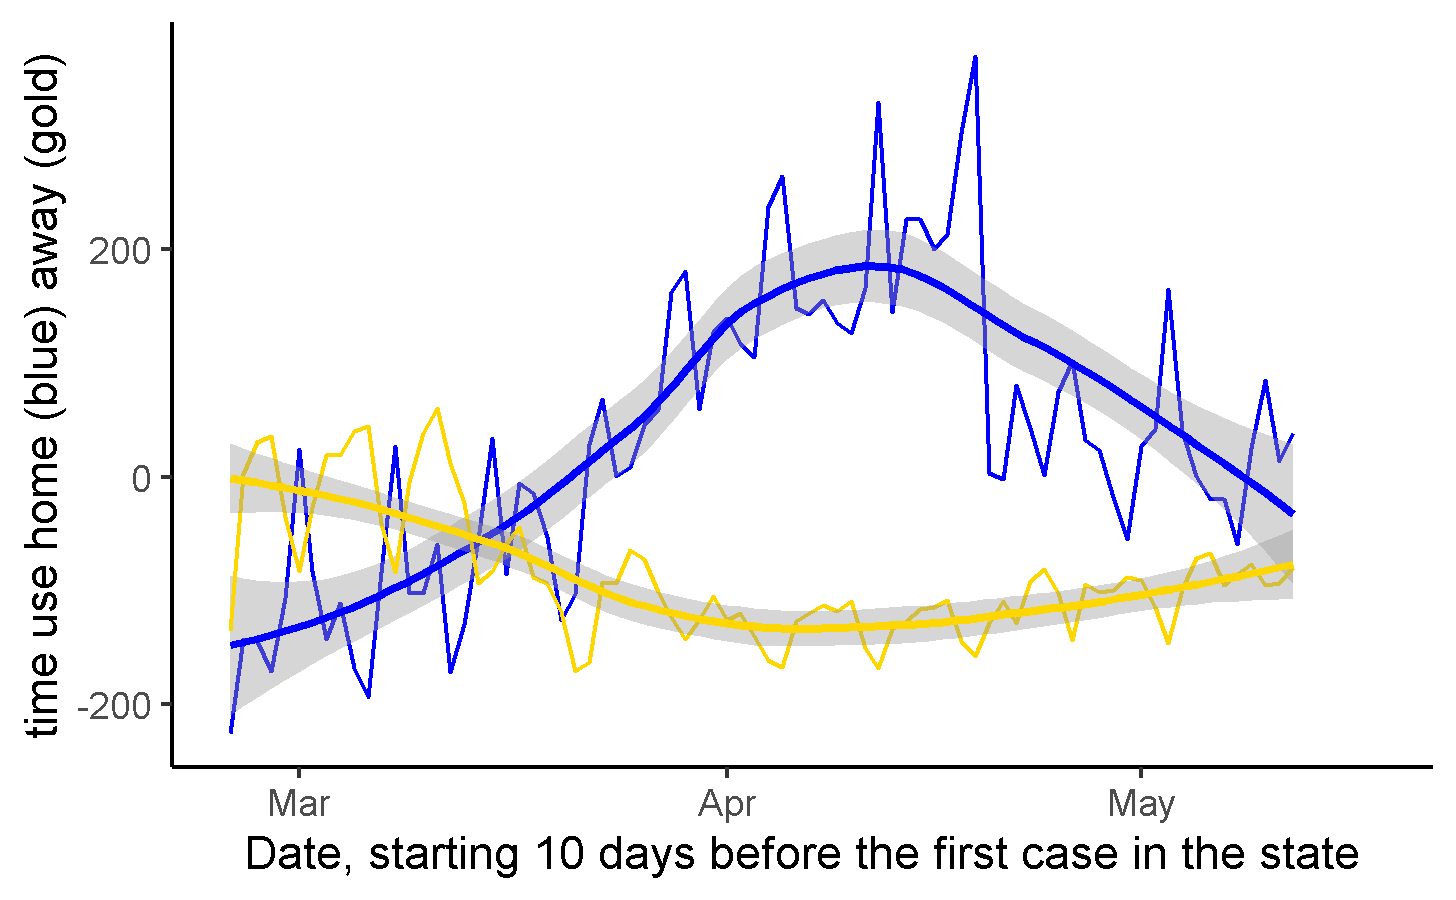 time use home (blue) away (gold)
200
0
-200
Mar
Apr
May
Date, starting 10 days before the first case in the state